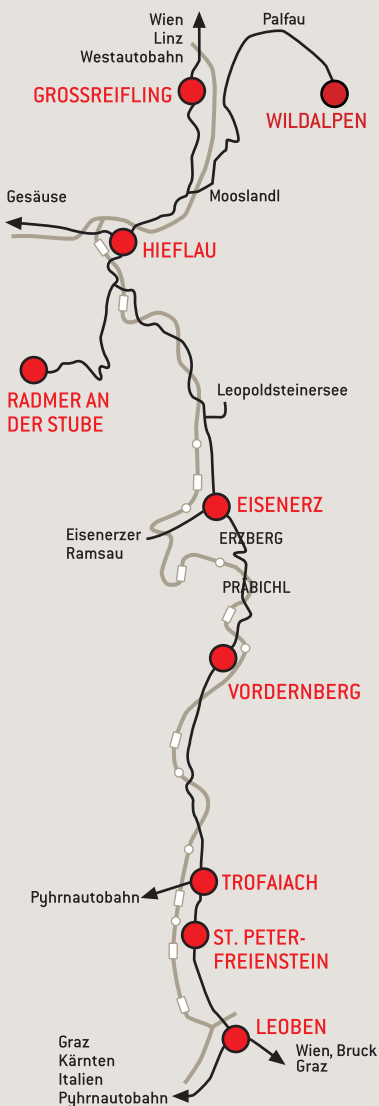 Wien
Linz
Westautobahn
Palfau
GROSSREIFLING
WILDALPEN
Gesäuse
Mooslandl
HIEFLAU
Leopoldsteinersee
RADMER AN
DER STUBE
EISENERZ
Eisenerzer
Ramsau
ERZBERG
PRÄBICHL
VORDERNBERG
TROFAIACH
Pyhrnautobahn
ST. PETER-
FREIENSTEIN
LEOBEN
Graz
Kärnten
Italien
Pyhrnautobahn
Wien, Bruck
Graz